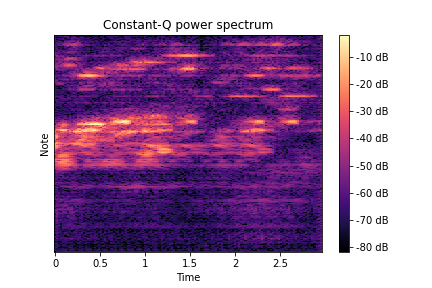 Constant-Q power spectrum
Note
-10 dB
-20 dB
-30 dB
-40 dB
-50 dB
-60 dB
-70 dB
-80 dB
0 0.5 1 1.5 2 2.5
Time